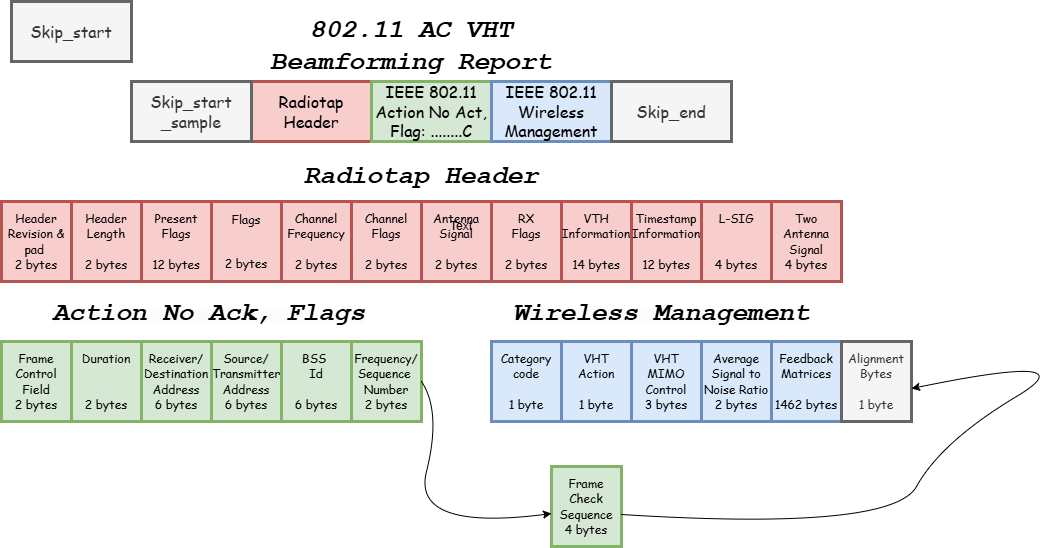 Skip_start
802.11 AC VHT
Beamforming Report
Skip_start
_sample
Radiotap
Header
IEEE 802.11
Action No Act,
Flag: ........C
IEEE 802.11
Wireless
Management
Skip_end
Radiotap Header
Header
Revision &
pad
2 bytes
Header
Length
2 bytes
Present
Flags
12 bytes
Flags
2 bytes
Channel
Frequency
2 bytes
Channel
Flags
2 bytes
Antenna
Signal
Text
2 bytes
RX
Flags
2 bytes
VTH
Information
14 bytes
Timestamp
Information
12 bytes
L-SIG
4 bytes
Two
Antenna
Signal
4 bytes
Action No Ack, Flags
Frame
Control
Field
2 bytes
Duration
2 bytes
Receiver/
Destination
Address
6 bytes
Source/
Transmitter
Address
6 bytes
BSS
Id
6 bytes
Frequency/
Sequence
Number
2 bytes
Wireless Management
Category
code
1 byte
VHT
Action
1 byte
VHT
MIMO
Control
3 bytes
Average
Signal to
Noise Ratio
2 bytes
Feedback
Matrices
1462 bytes
Alignment
Bytes
1 byte
Frame
Check
Sequence
4 bytes